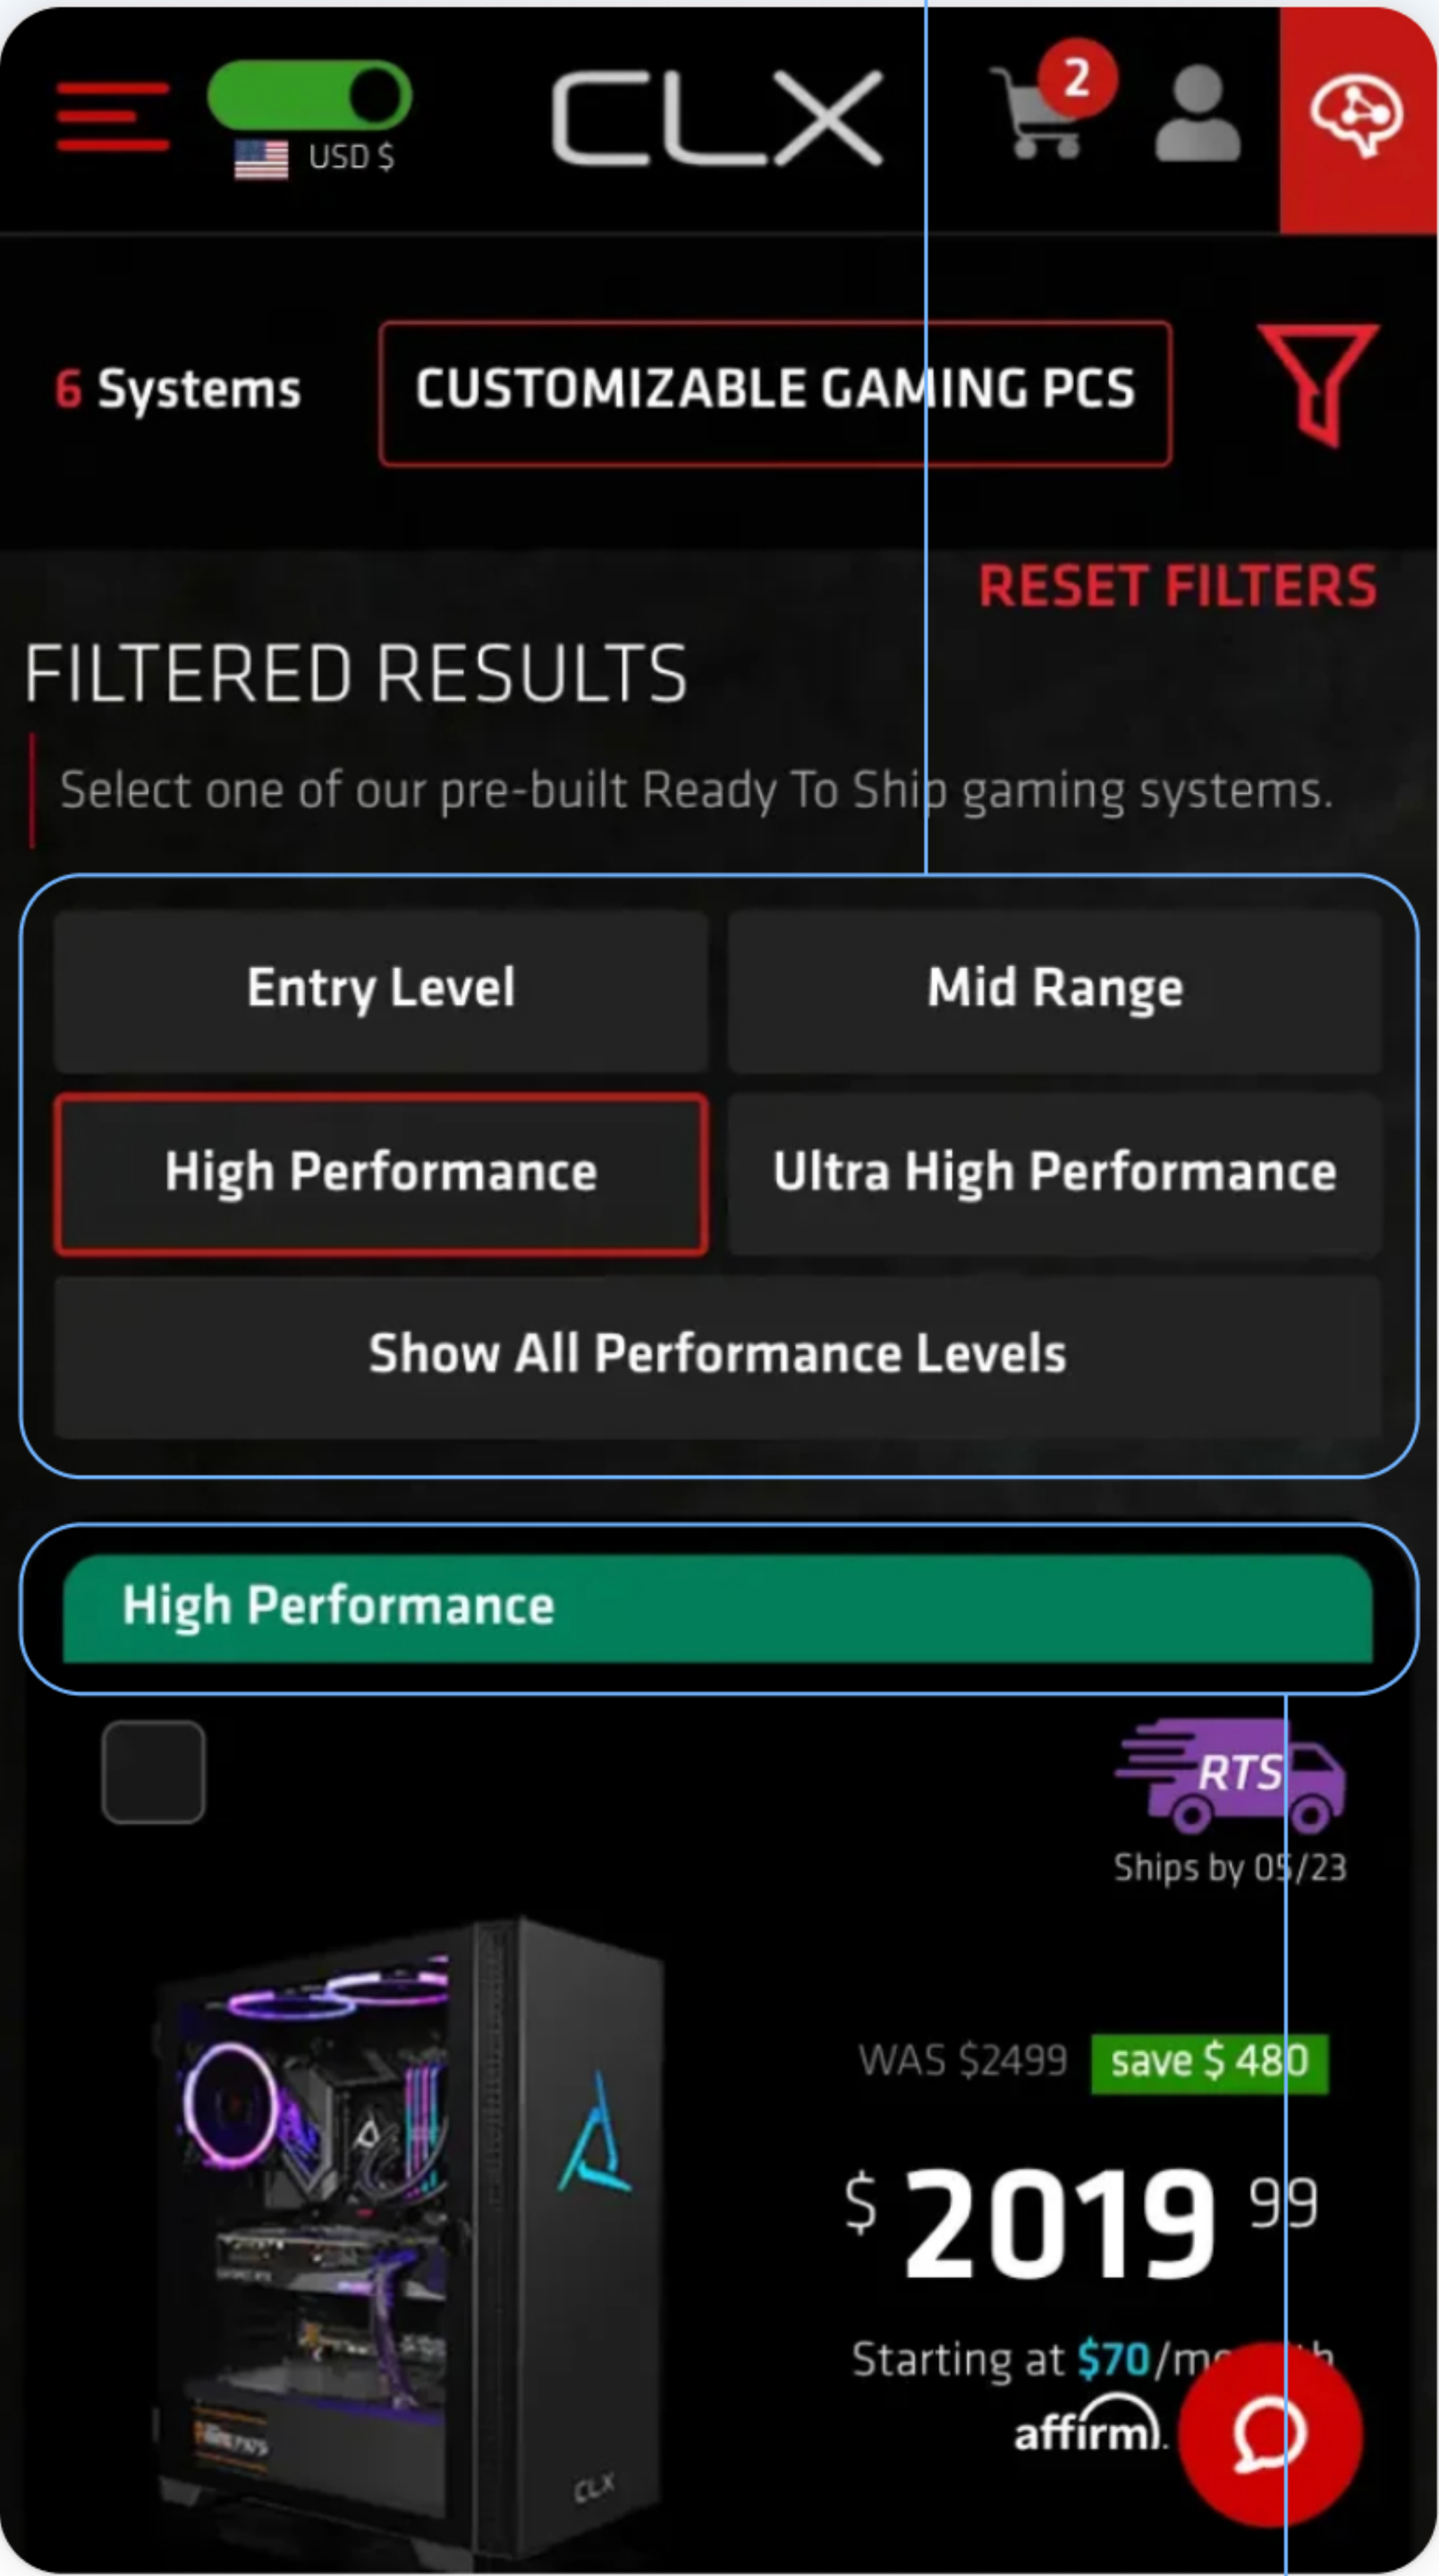 CLX
2
USD $
6 Systems
CUSTOMIZABLE GAMING PCS
RESET FILTERS
FILTERED RESULTS
Select one of our pre-built Ready To Ship gaming systems.
Entry Level
Mid Range
High Performance
Ultra High Performance
Show All Performance Levels
High Performance
RTS
Ships by 05/23
WAS $2499
save $ 480
$ 2019 99
Starting at $70/
affirm
CLX